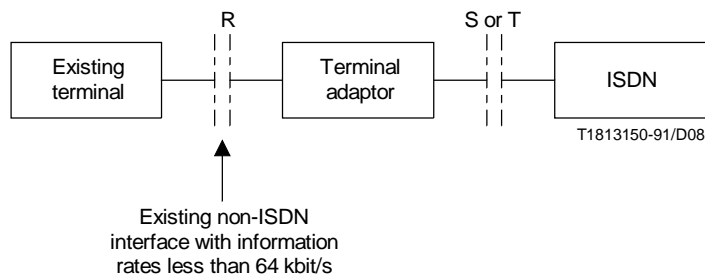 R
S or T
Existing
terminal
Terminal
adaptor
ISDN
T1813150-91/D08
Existing non-ISDN
interface with information
rates less than 64 kbit/s